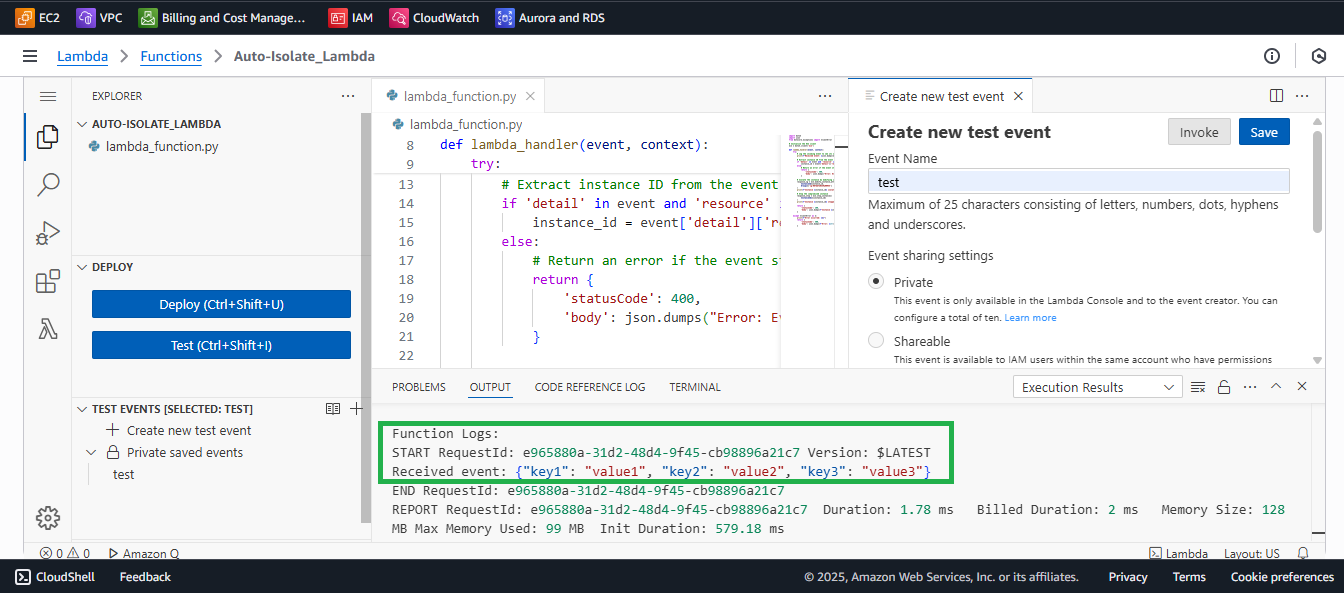 EC2 VPC Billing and Cost Manage... IAM CloudWatch Aurora and RDS
Lambda > Functions > Auto-Isolate_Lambda
EXPLORER
AUTO-ISOLATE_LAMBDA
lambda_function.py
DEPLOY
Deploy (Ctrl+Shift+U)
Test (Ctrl+Shift+I)
TEST EVENTS [SELECTED: TEST]
Create new test event
Private saved events
test
lambda_function.py
lambda_function.py
8 def lambda_handler(event, context):
9 try:
13 # Extract instance ID from the event
14 if 'detail' in event and 'resource'
15 instance_id = event['detail']['re
16 else:
17 # Return an error if the event s
18 return {
19 'statusCode': 400,
20 'body': json.dumps("Error: E
21 }
22
Create new test event
Create new test event
Invoke Save
Event Name
test
Maximum of 25 characters consisting of letters, numbers, dots, hyphens
and underscores.
Event sharing settings
Private
This event is only available in the Lambda Console and to the event creator. You can
configure a total of ten. Learn more
Shareable
This event is available to IAM users within the same account who have permissions
PROBLEMS OUTPUT CODE REFERENCE LOG TERMINAL
Execution Results
Function Logs:
START RequestId: e965880a-31d2-48d4-9f45-cb98896a21c7 Version: $LATEST
Received event: {"key1": "value1", "key2": "value2", "key3": "value3"}
END RequestId: e965880a-31d2-48d4-9f45-cb98896a21c7
REPORT RequestId: e965880a-31d2-48d4-9f45-cb98896a21c7 Duration: 1.78 ms Billed Duration: 2 ms Memory Size: 128
MB Max Memory Used: 99 MB Init Duration: 579.18 ms
0 0 Amazon Q
Lambda Layout: US
CloudShell Feedback
© 2025, Amazon Web Services, Inc. or its affiliates. Privacy Terms Cookie preferences